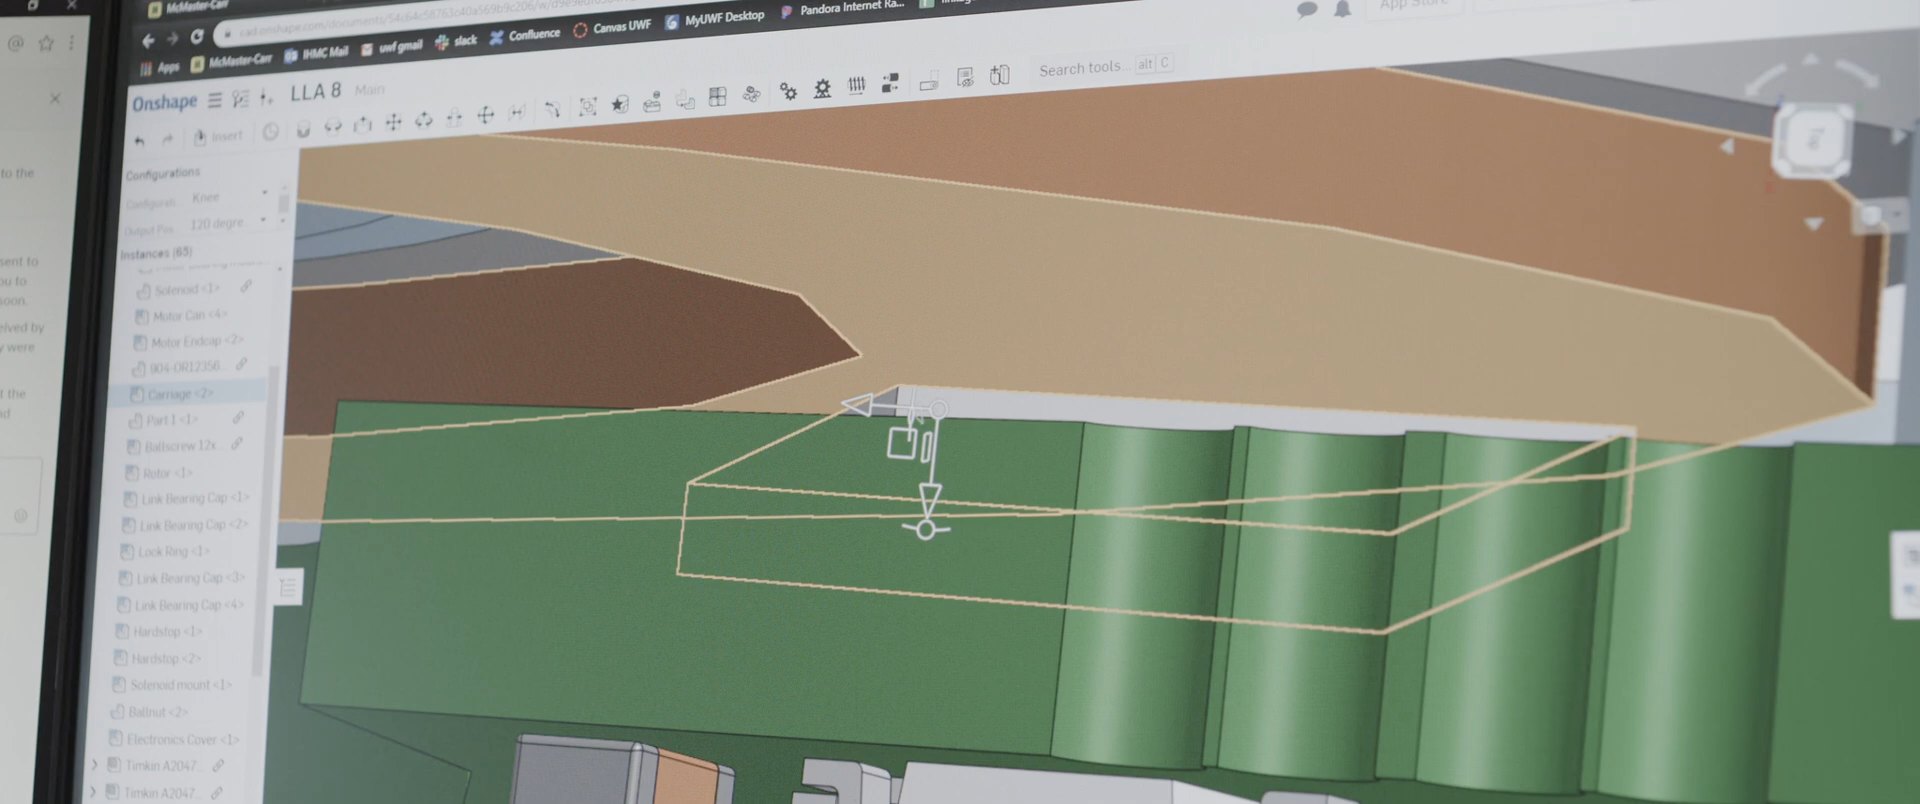 McMaster-Carr
Apps
McMaster-Carr
IHMC Mail
uwf gmail
slack
Confluence
Canvas UWF
MyUWF Desktop
Pandora Internet Ra...
App Store
Onshape
LLA 8 Main
Search tools... alt C
Insert
Configurations
Knee
120 degre
Instances (65)
Solenoid <1>
Motor Can <4>
Motor Endcap <2>
904-OR12356...
Carriage <2>
Part 1 <1>
Ballscrew 12x
Rotor <1>
Link Bearing Cap <1>
Link Bearing Cap <2>
Lock Ring <1>
Link Bearing Cap <3>
Link Bearing Cap <4>
Hardstop <1>
Hardstop <2>
Solenoid mount <1>
Ballnut <2>
Electronics Cover <1>
Timkin A2047...
Timkin A2047...
Top
to the
sent to
ou to
soon.
eived by
y were
t the